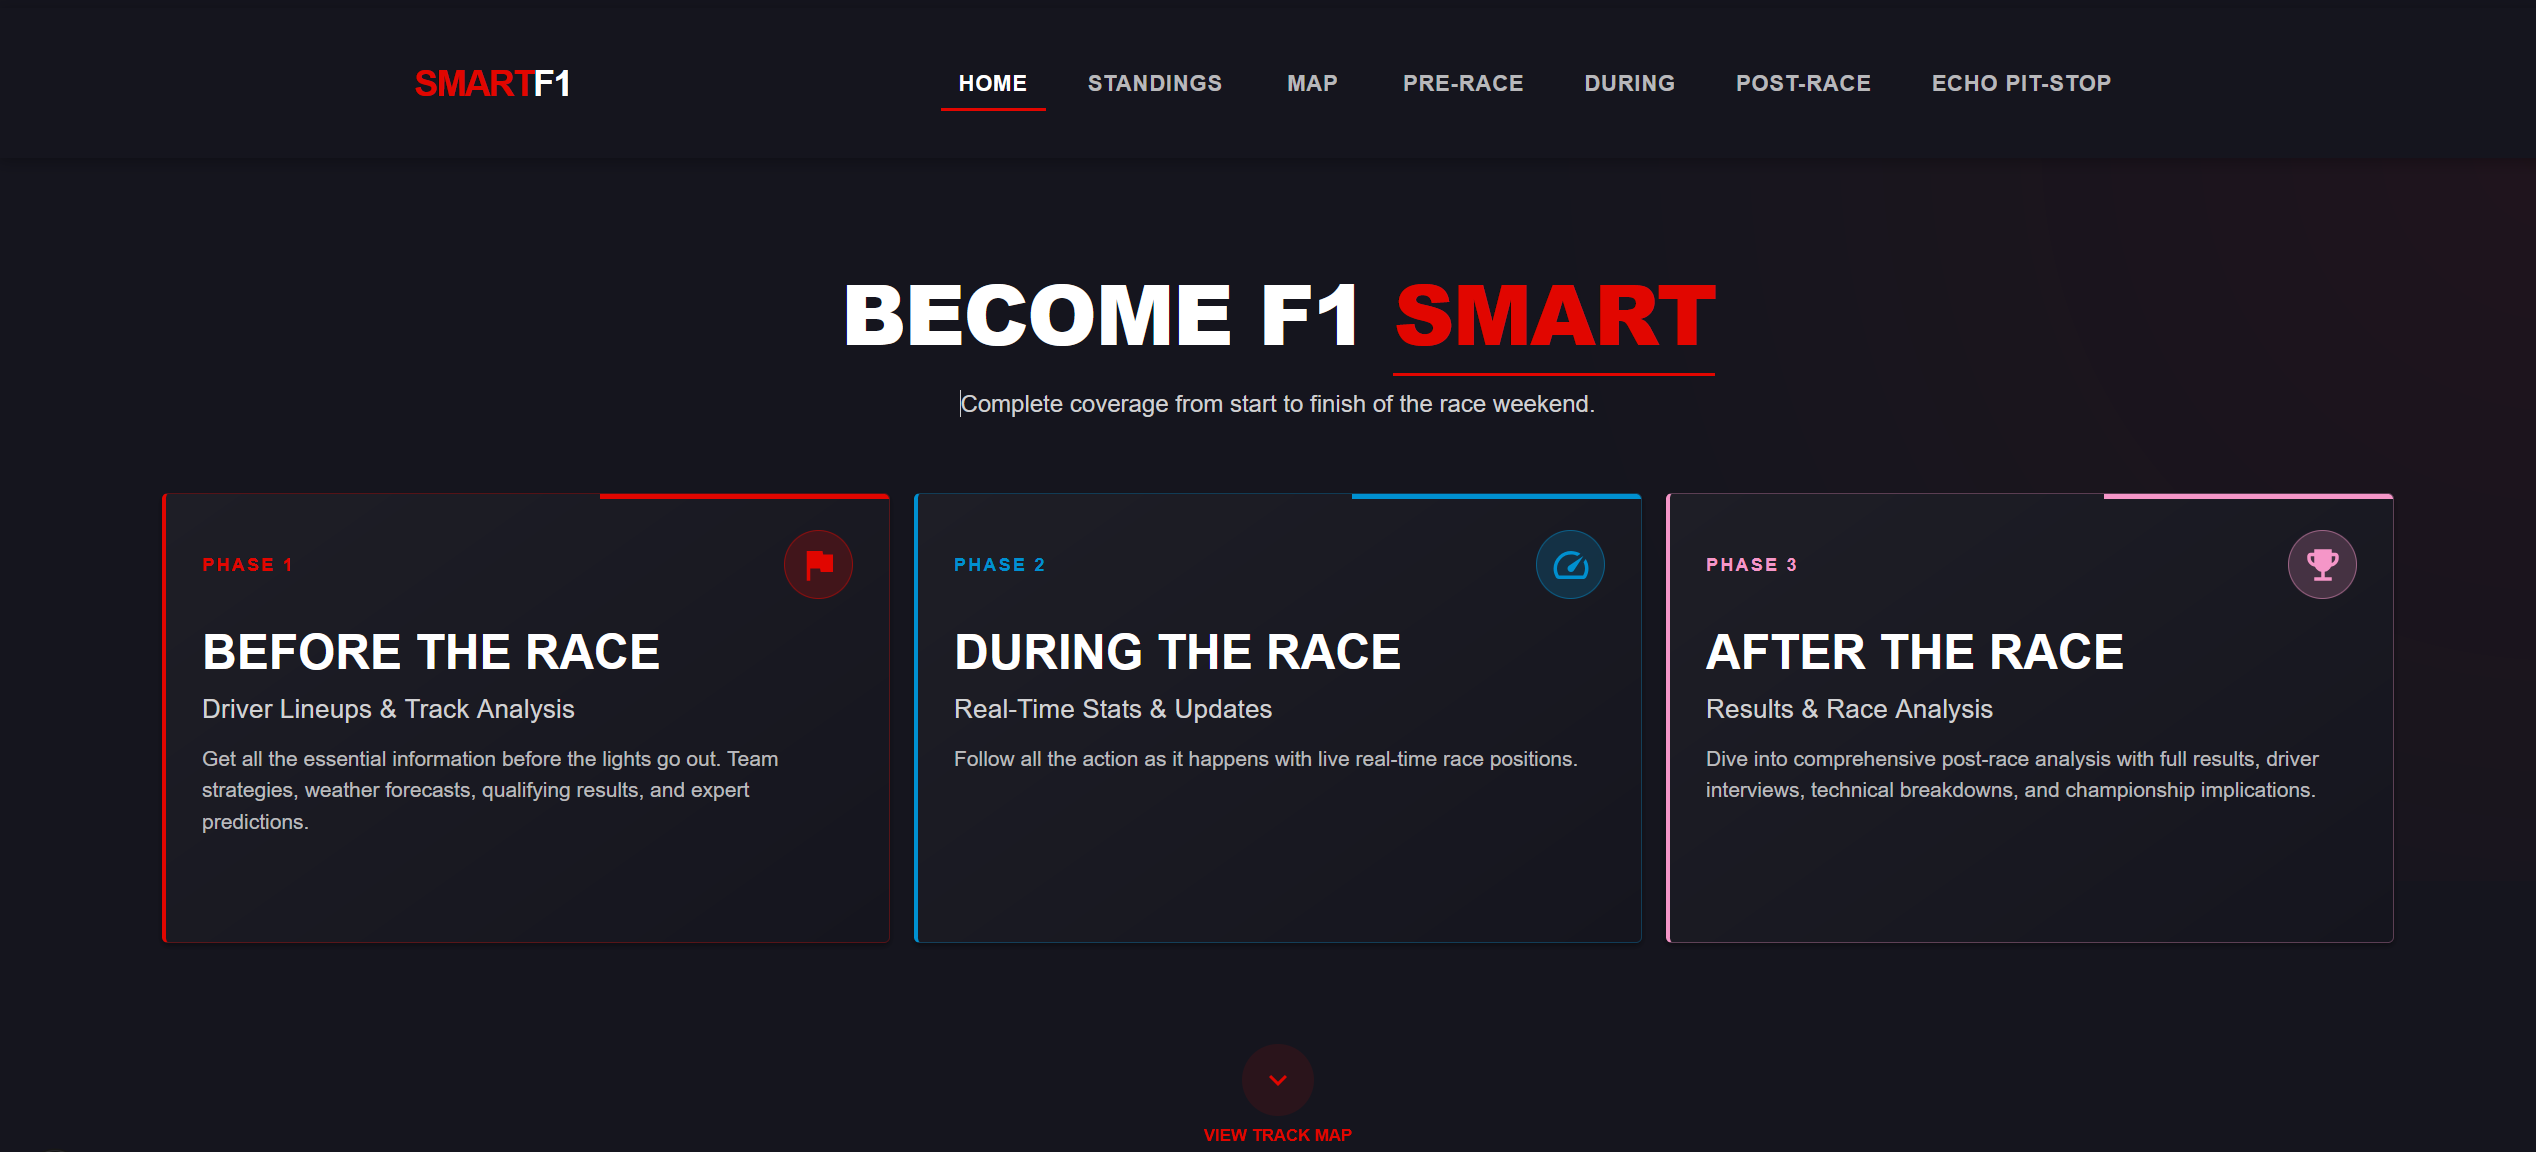 SMARTF1
HOME STANDINGS MAP PRE-RACE DURING POST-RACE ECHO PIT-STOP
BECOME F1 SMART
Complete coverage from start to finish of the race weekend.
PHASE 1
BEFORE THE RACE
Driver Lineups & Track Analysis
Get all the essential information before the lights go out. Team
strategies, weather forecasts, qualifying results, and expert
predictions.
PHASE 2
DURING THE RACE
Real-Time Stats & Updates
Follow all the action as it happens with live real-time race positions.
PHASE 3
AFTER THE RACE
Results & Race Analysis
Dive into comprehensive post-race analysis with full results, driver
interviews, technical breakdowns, and championship implications.
VIEW TRACK MAP